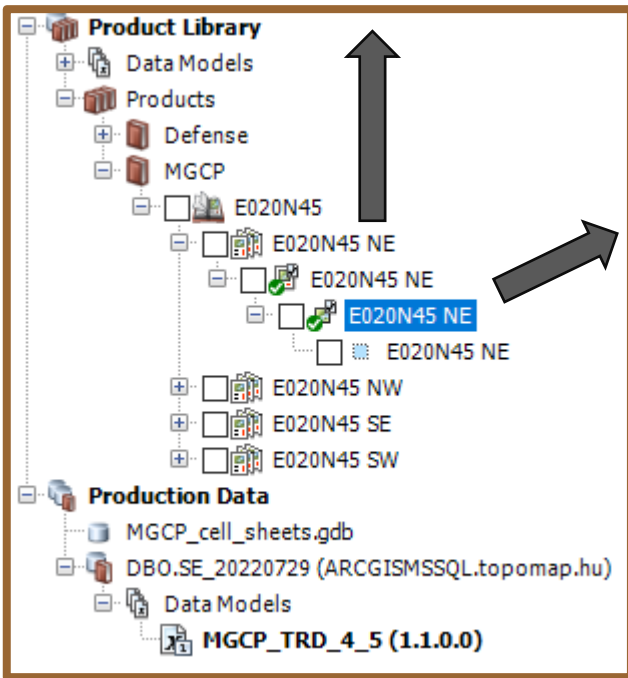 Product Library
Data Models
Products
Defense
MGCP
E020N45
E020N45 NE
E020N45 NE
E020N45 NE
E020N45 NE
E020N45 NW
E020N45 SE
E020N45 SW
Production Data
MGCP_cell_sheets.gdb
DBO.SE_20220729 (ARCGISMSSQL.topomap.hu)
Data Models
MGCP_TRD_4_5 (1.1.0.0)